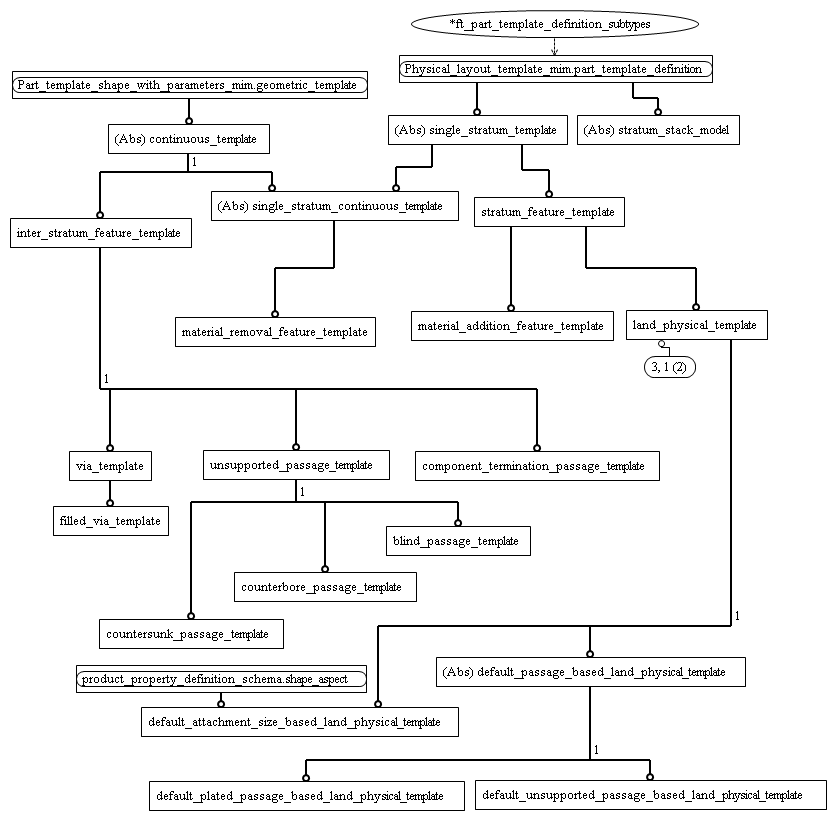 *ft_part_template_definition_subtypes
Physical_layout_template_mim.part_template_definition
Part_template_shape_with_parameters_mim.geometric_template
(Abs) continuous_template
(Abs) single_stratum_template
(Abs) stratum_stack_model
1
(Abs) single_stratum_continuous_template
stratum_feature_template
inter_stratum_feature_template
material_removal_feature_template
material_addition_feature_template
land_physical_template
3, 1 (2)
1
via_template
unsupported_passage_template
component_termination_passage_template
1
filled_via_template
blind_passage_template
counterbore_passage_template
countersunk_passage_template
1
product_property_definition_schema.shape_aspect
(Abs) default_passage_based_land_physical_template
default_attachment_size_based_land_physical_template
1
default_plated_passage_based_land_physical_template
default_unsupported_passage_based_land_physical_template